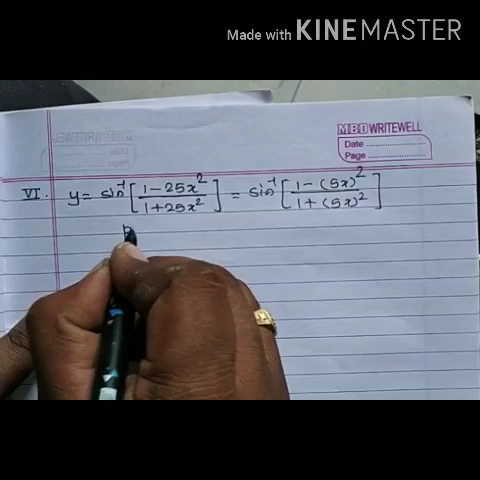 Made with KINEMASTER
MBD WRITEWELL
Date
Page
VI. y = sin⁻¹[1-25x²/1+25x²] = sin⁻¹[1-(5x)²/1+(5x)²]